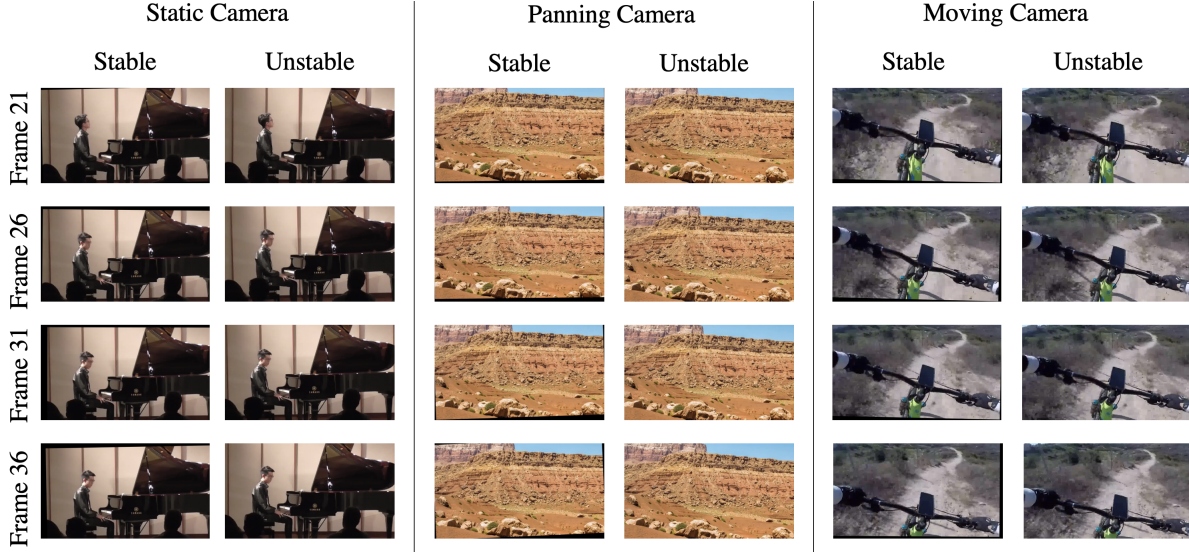 Static Camera
Panning Camera
Moving Camera
Stable
Unstable
Stable
Unstable
Stable
Unstable
Frame 21
Frame 26
Frame 31
Frame 36